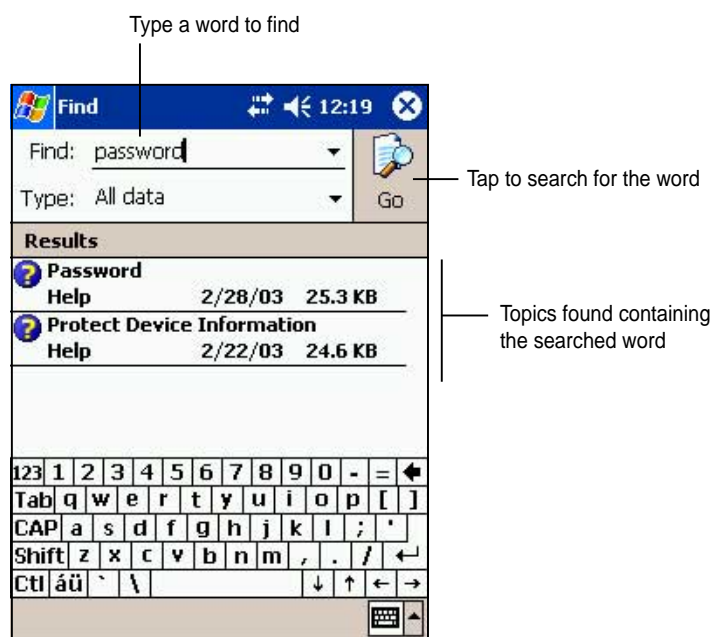 Type a word to find
Find 12:19
Find: password
Type: All data
Go
Tap to search for the word
Results
Password
Help 2/28/03 25.3 KB
Protect Device Information
Help 2/22/03 24.6 KB
Topics found containing
the searched word
123 1 2 3 4 5 6 7 8 9 0 - =
Tab q w e r t y u i o p [ ]
CAP a s d f g h j k l ; '
Shift z x c v b n m , . /
Ctl áü ` \